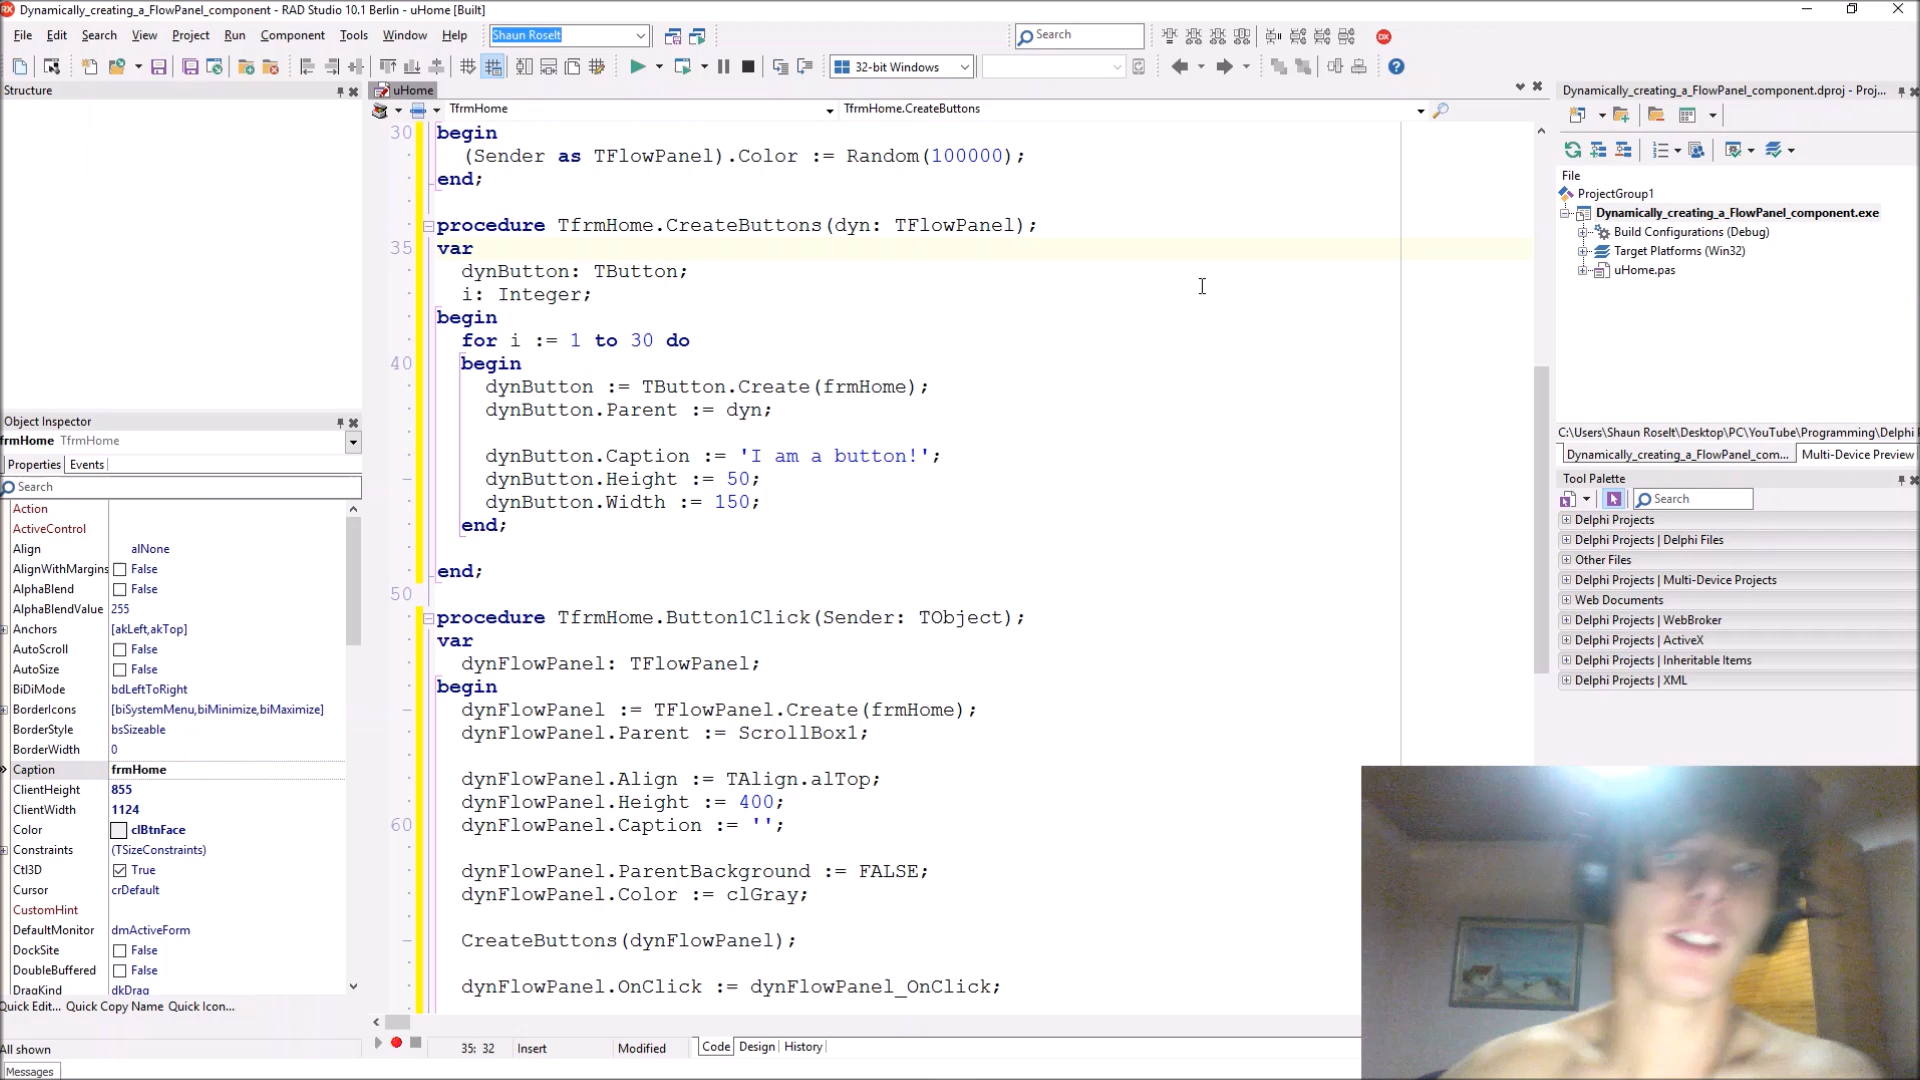 Dynamically_creating_a_FlowPanel_component - RAD Studio 10.1 Berlin - uHome [Built]
File Edit Search View Project Run Component Tools Window Help Shaun Roselt Search
32-bit Windows
Structure
uHome
Dynamically_creating_a_FlowPanel_component.dproj - Proj...
TfrmHome TfrmHome.CreateButtons
30 begin
(Sender as TFlowPanel).Color := Random(100000);
end;
procedure TfrmHome.CreateButtons(dyn: TFlowPanel);
35 var
dynButton: TButton;
i: Integer;
begin
for i := 1 to 30 do
40 begin
dynButton := TButton.Create(frmHome);
dynButton.Parent := dyn;
dynButton.Caption := 'I am a button!';
dynButton.Height := 50;
dynButton.Width := 150;
end;
end;
50
procedure TfrmHome.Button1Click(Sender: TObject);
var
dynFlowPanel: TFlowPanel;
begin
dynFlowPanel := TFlowPanel.Create(frmHome);
dynFlowPanel.Parent := ScrollBox1;
dynFlowPanel.Align := TAlign.alTop;
dynFlowPanel.Height := 400;
60 dynFlowPanel.Caption := '';
dynFlowPanel.ParentBackground := FALSE;
dynFlowPanel.Color := clGray;
CreateButtons(dynFlowPanel);
dynFlowPanel.OnClick := dynFlowPanel_OnClick;
35: 32 Insert Modified Code Design History
Object Inspector
frmHome TfrmHome
Properties Events
Search
Action
ActiveControl
Align alNone
AlignWithMargins False
AlphaBlend False
AlphaBlendValue 255
Anchors [akLeft,akTop]
AutoScroll False
AutoSize False
BiDiMode bdLeftToRight
BorderIcons [biSystemMenu,biMinimize,biMaximize]
BorderStyle bsSizeable
BorderWidth 0
Caption frmHome
ClientHeight 855
ClientWidth 1124
Color clBtnFace
Constraints (TSizeConstraints)
Ctl3D True
Cursor crDefault
CustomHint
DefaultMonitor dmActiveForm
DockSite False
DoubleBuffered False
DragKind dkDrag
Quick Edit... Quick Copy Name Quick Icon...
All shown
Messages
File
ProjectGroup1
Dynamically_creating_a_FlowPanel_component.exe
Build Configurations (Debug)
Target Platforms (Win32)
uHome.pas
C:\Users\Shaun Roselt\Desktop\PC\YouTube\Programming\Delphi
Dynamically_creating_a_FlowPanel_com... Multi-Device Preview
Tool Palette
Search
Delphi Projects
Delphi Projects | Delphi Files
Other Files
Delphi Projects | Multi-Device Projects
Web Documents
Delphi Projects | WebBroker
Delphi Projects | ActiveX
Delphi Projects | Inheritable Items
Delphi Projects | XML